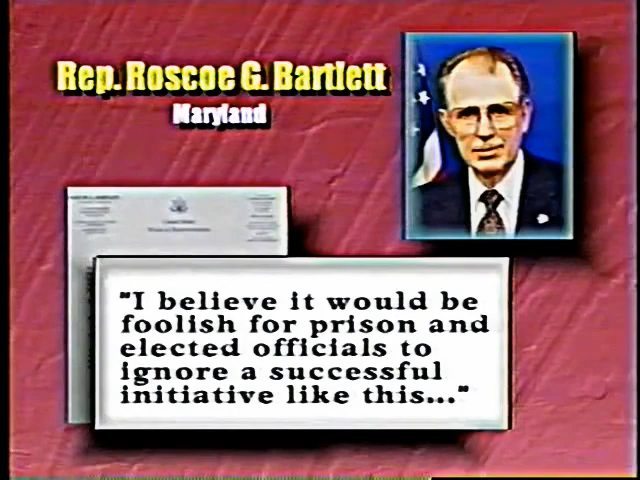 Rep. Roscoe G. Bartlett
Maryland
"I believe it would be
foolish for prison and
elected officials to
ignore a successful
initiative like this..."